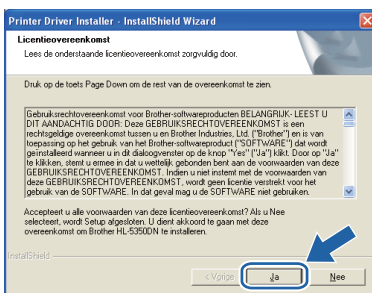 Printer Driver Installer - InstallShield Wizard
Licentieovereenkomst
Lees de onderstaande licentieovereenkomst zorgvuldig door.
Druk op de toets Page Down om de rest van de overeenkomst te zien.
Gebruiksrechtovereenkomst voor Brother-softwareproducten BELANGRIJK- LEEST U
DIT AANDACHTIG DOOR: Deze GEBRUIKSRECHTOVEREENKOMST is een
rechtsgeldige overeenkomst tussen u en Brother Industries, Ltd. ("Brother") en is van
toepassing op het gebruik van het Brother-softwareproduct ("SOFTWARE") dat wordt
geïnstalleerd wanneer u in dit dialoogvenster op de knop "Yes" ("Ja") klikt. Door op "Ja"
te klikken, stemt u ermee in dat u wettelijk gebonden bent aan de voorwaarden van deze
GEBRUIKSRECHTOVEREENKOMST. Indien u niet instemt met de voorwaarden van
deze GEBRUIKSRECHTOVEREENKOMST, wordt geen licentie verstrekt voor het
gebruik van de SOFTWARE. In dat geval mag u de SOFTWARE niet gebruiken.
Accepteert u alle voorwaarden van deze licentieovereenkomst? Als u Nee
selecteert, wordt Setup afgesloten. U dient akkoord te gaan met deze
overeenkomst om Brother HL-5350DN te installeren.
InstallShield
< Vorige Ja Nee